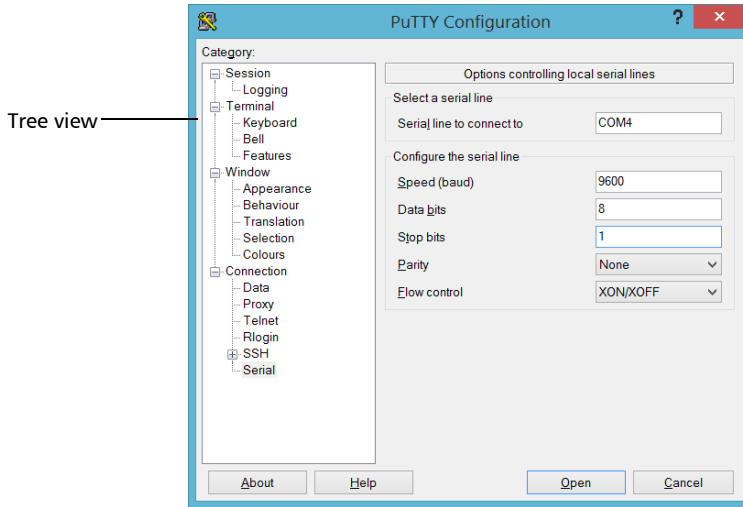 PuTTY Configuration
?
×
Category:
Session
Logging
Terminal
Keyboard
Bell
Features
Window
Appearance
Behaviour
Translation
Selection
Colours
Connection
Data
Proxy
Telnet
Rlogin
SSH
Serial
Tree view
Options controlling local serial lines
Select a serial line
Serial line to connect to COM4
Configure the serial line
Speed (baud) 9600
Data bits 8
Stop bits 1
Parity None
Flow control XON/XOFF
About Help Open Cancel